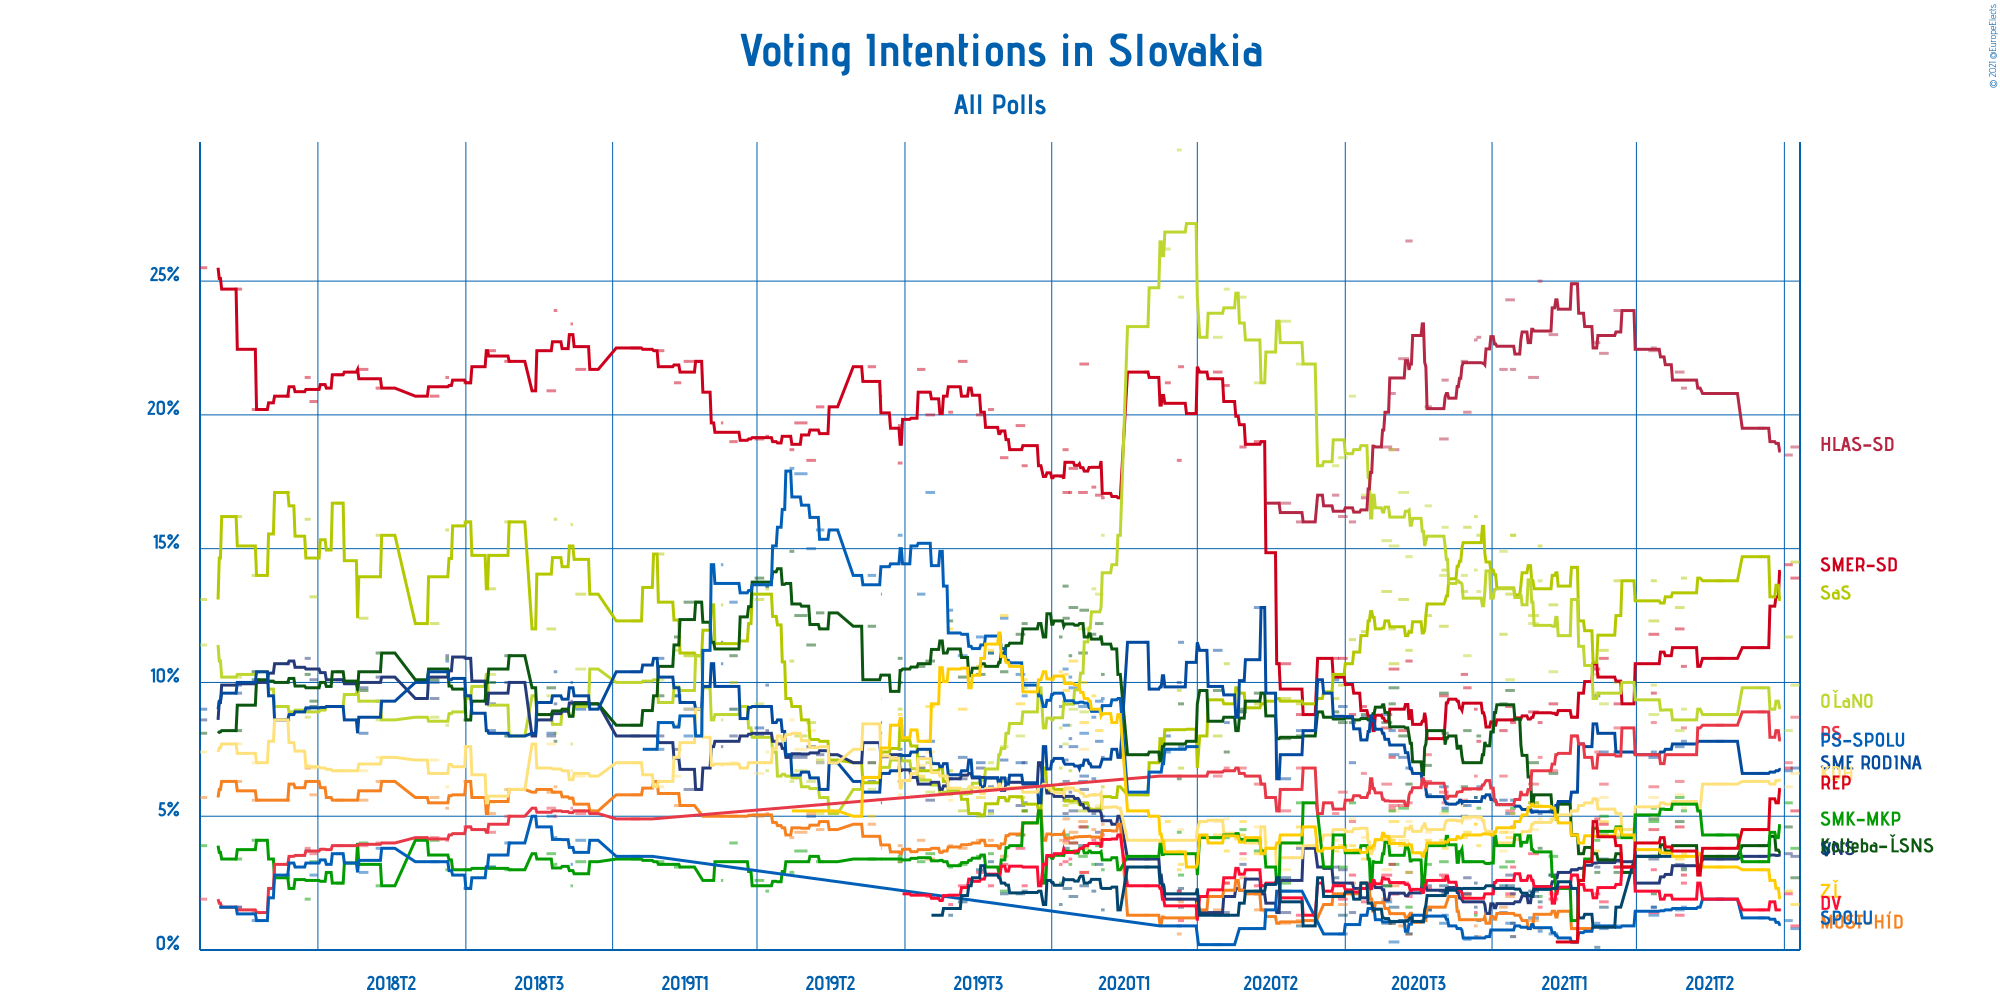 © 2021 @EuropeElects
Voting Intentions in Slovakia
All Polls
25%
20%
15%
10%
5%
0%
HLAS-SD
SMER-SD
SaS
OĽaNO
PS
PS-SPOLU
SME RODINA
REP
SMK-MKP
Kotleba-ĽSNS
SNS
ZĽ
DV
SPOLU
MOST-HÍD
2018T2
2018T3
2019T1
2019T2
2019T3
2020T1
2020T2
2020T3
2021T1
2021T2